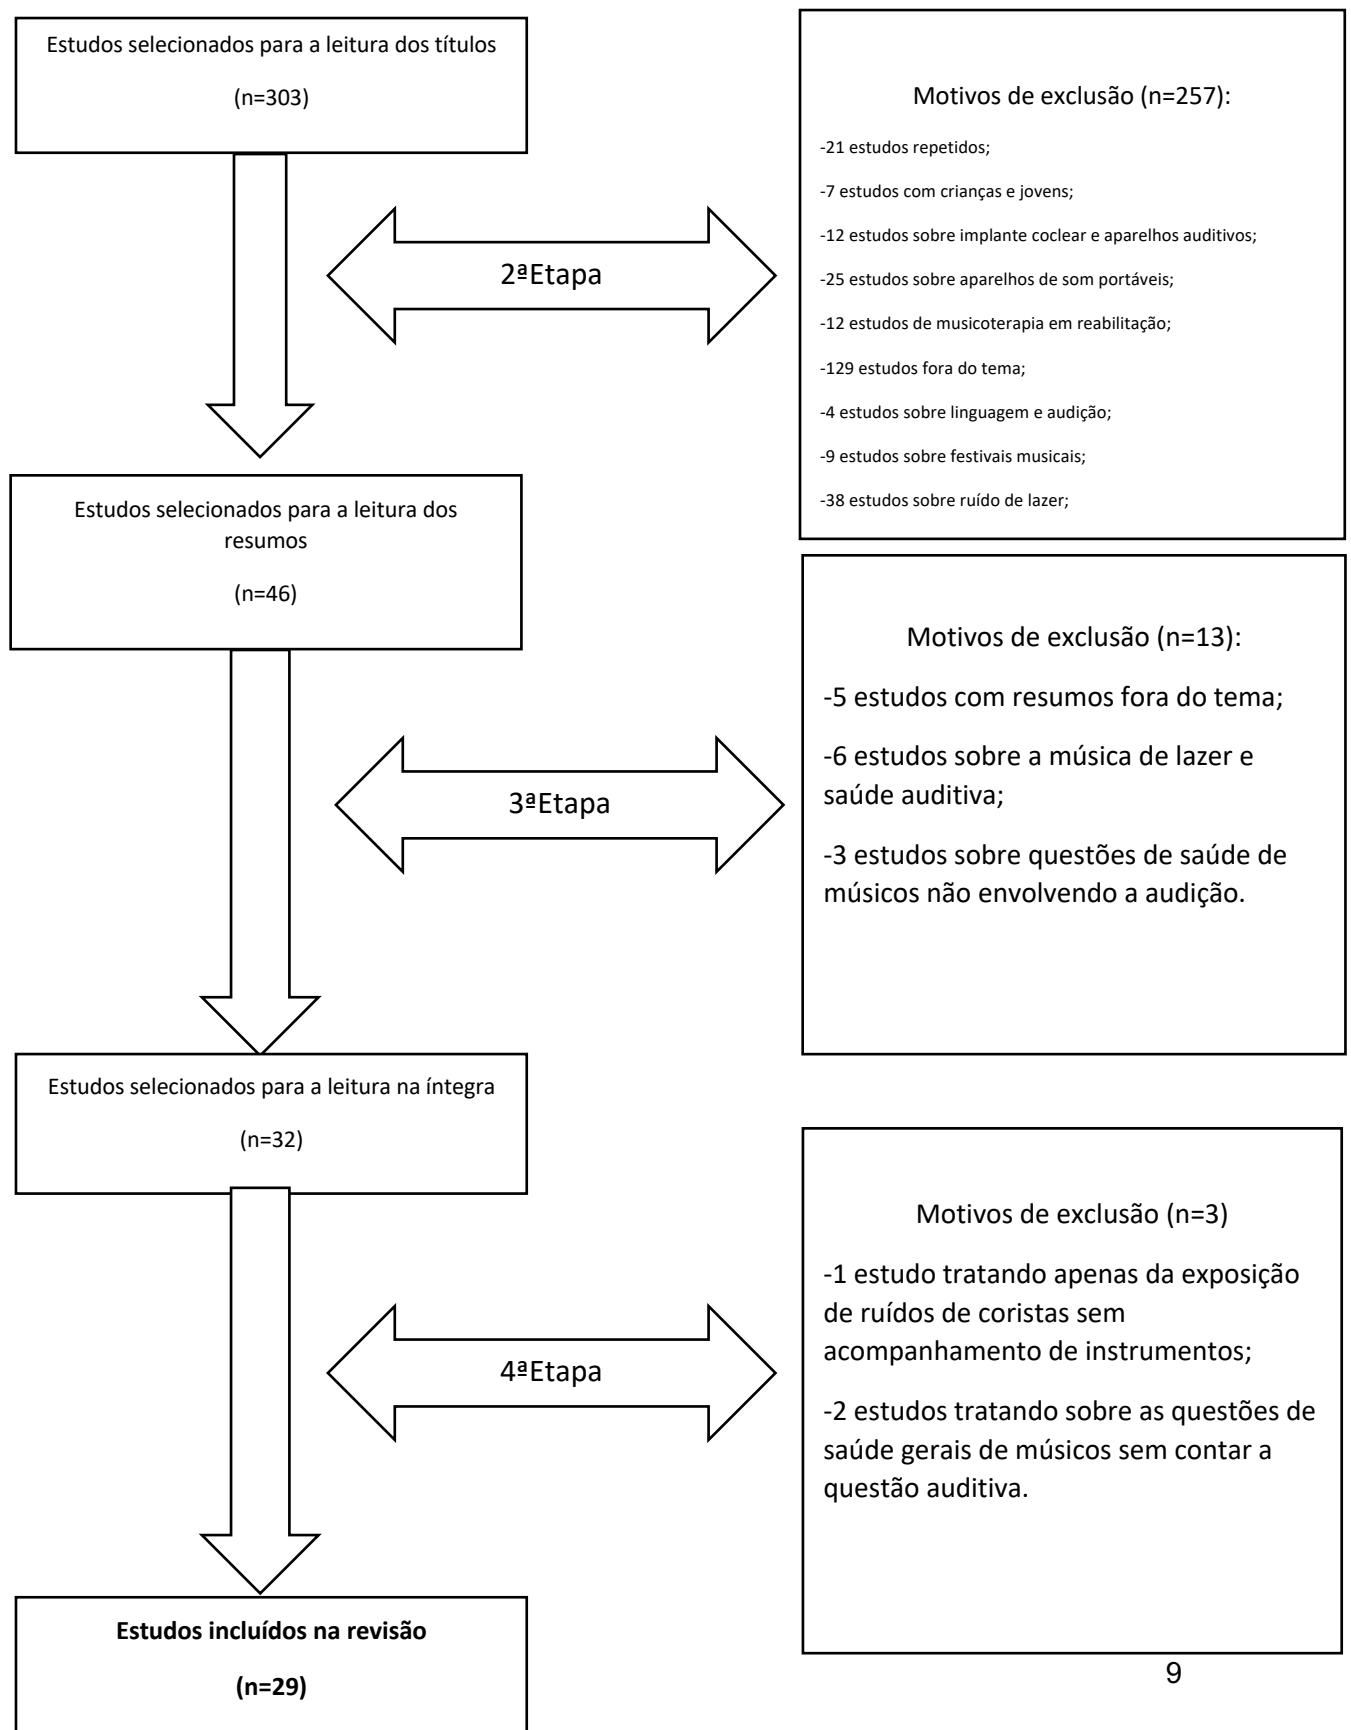 Estudos selecionados para a leitura dos títulos
(n=303)
Motivos de exclusão (n=257):
-21 estudos repetidos;
-7 estudos com crianças e jovens;
-12 estudos sobre implante coclear e aparelhos auditivos;
-25 estudos sobre aparelhos de som portáveis;
-12 estudos de musicoterapia em reabilitação;
-129 estudos fora do tema;
-4 estudos sobre linguagem e audição;
-9 estudos sobre festivais musicais;
-38 estudos sobre ruído de lazer;
2ªEtapa
Estudos selecionados para a leitura dos
resumos
(n=46)
Motivos de exclusão (n=13):
-5 estudos com resumos fora do tema;
-6 estudos sobre a música de lazer e
saúde auditiva;
-3 estudos sobre questões de saúde de
músicos não envolvendo a audição.
3ªEtapa
Estudos selecionados para a leitura na íntegra
(n=32)
Motivos de exclusão (n=3)
-1 estudo tratando apenas da exposição
de ruídos de coristas sem
acompanhamento de instrumentos;
-2 estudos tratando sobre as questões de
saúde gerais de músicos sem contar a
questão auditiva.
4ªEtapa
Estudos incluídos na revisão
(n=29)
9